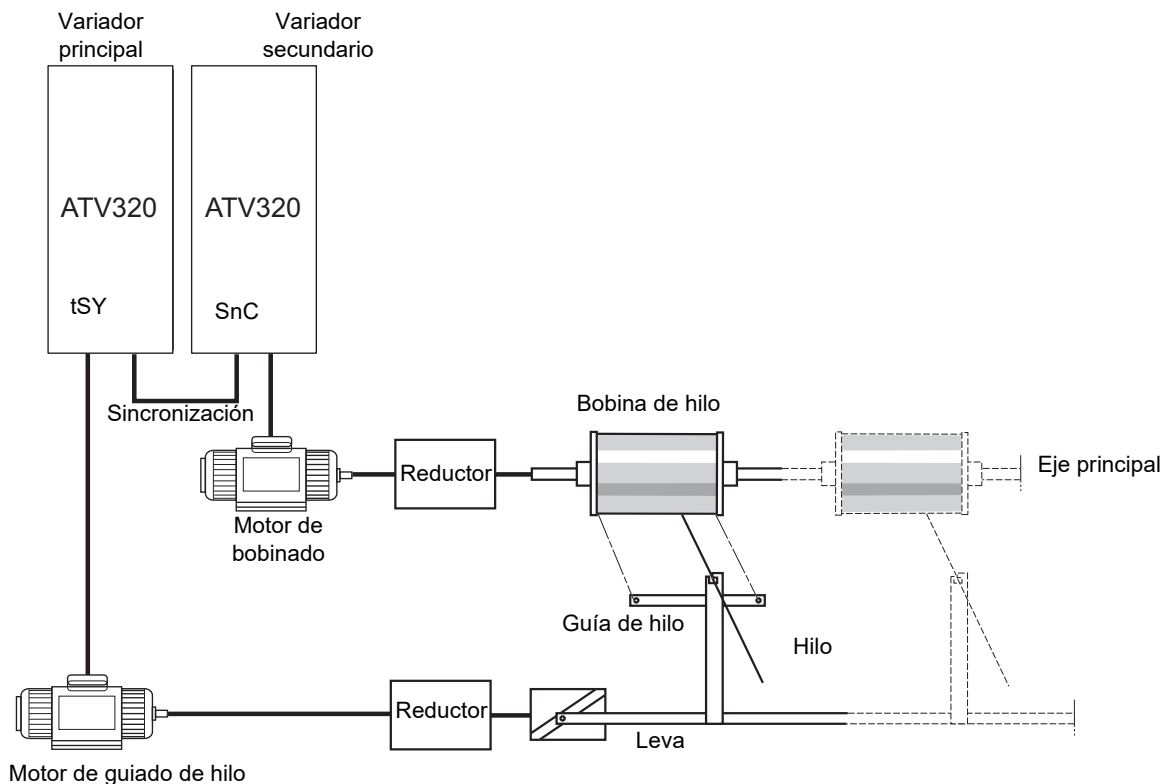 Variador
principal
Variador
secundario
ATV320
ATV320
tSY
SnC
Sincronización
Bobina de hilo
Reductor
Eje principal
Motor de
bobinado
Guía de hilo
Hilo
Reductor
Leva
Motor de guiado de hilo